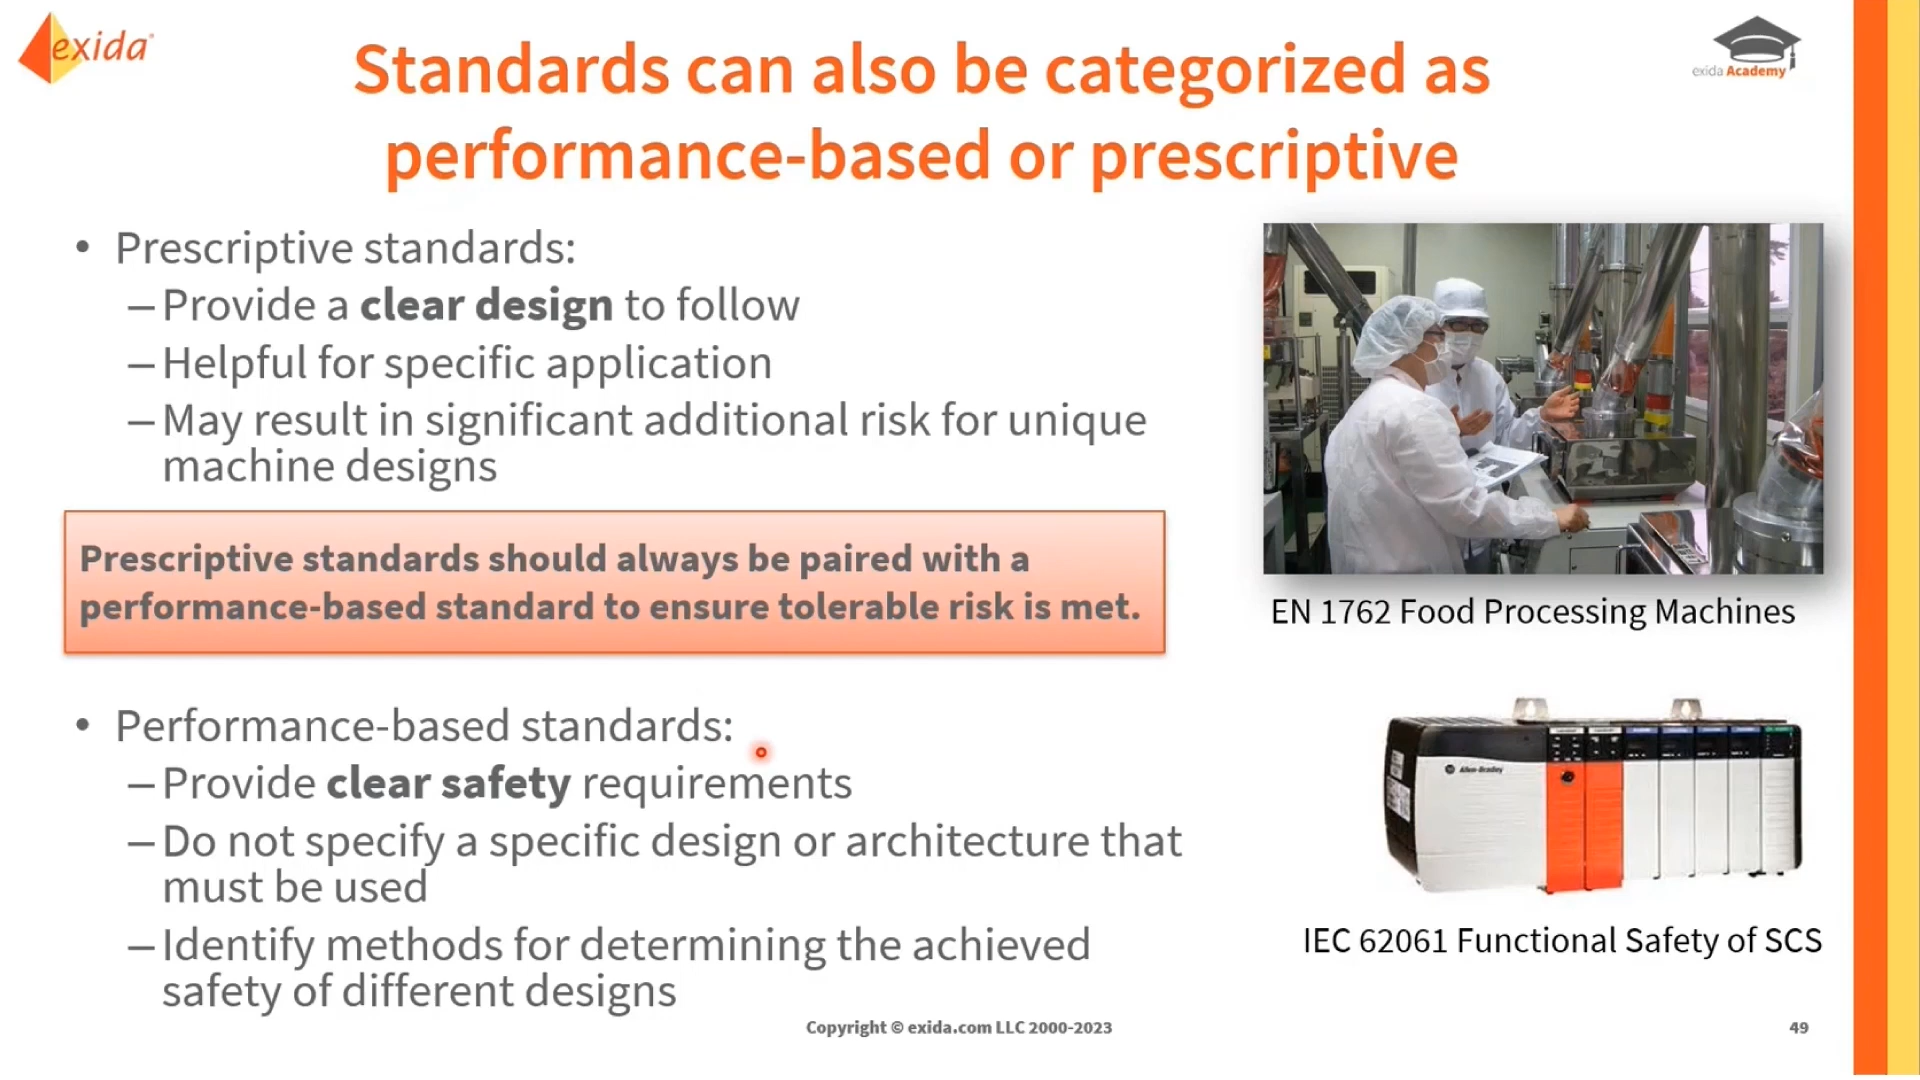 exida
exida Academy
Standards can also be categorized as
performance-based or prescriptive
• Prescriptive standards:
– Provide a clear design to follow
– Helpful for specific application
– May result in significant additional risk for unique
machine designs
Prescriptive standards should always be paired with a
performance-based standard to ensure tolerable risk is met.
• Performance-based standards:
– Provide clear safety requirements
– Do not specify a specific design or architecture that
must be used
– Identify methods for determining the achieved
safety of different designs
EN 1762 Food Processing Machines
Allen-Bradley
IEC 62061 Functional Safety of SCS
Copyright © exida.com LLC 2000-2023
49